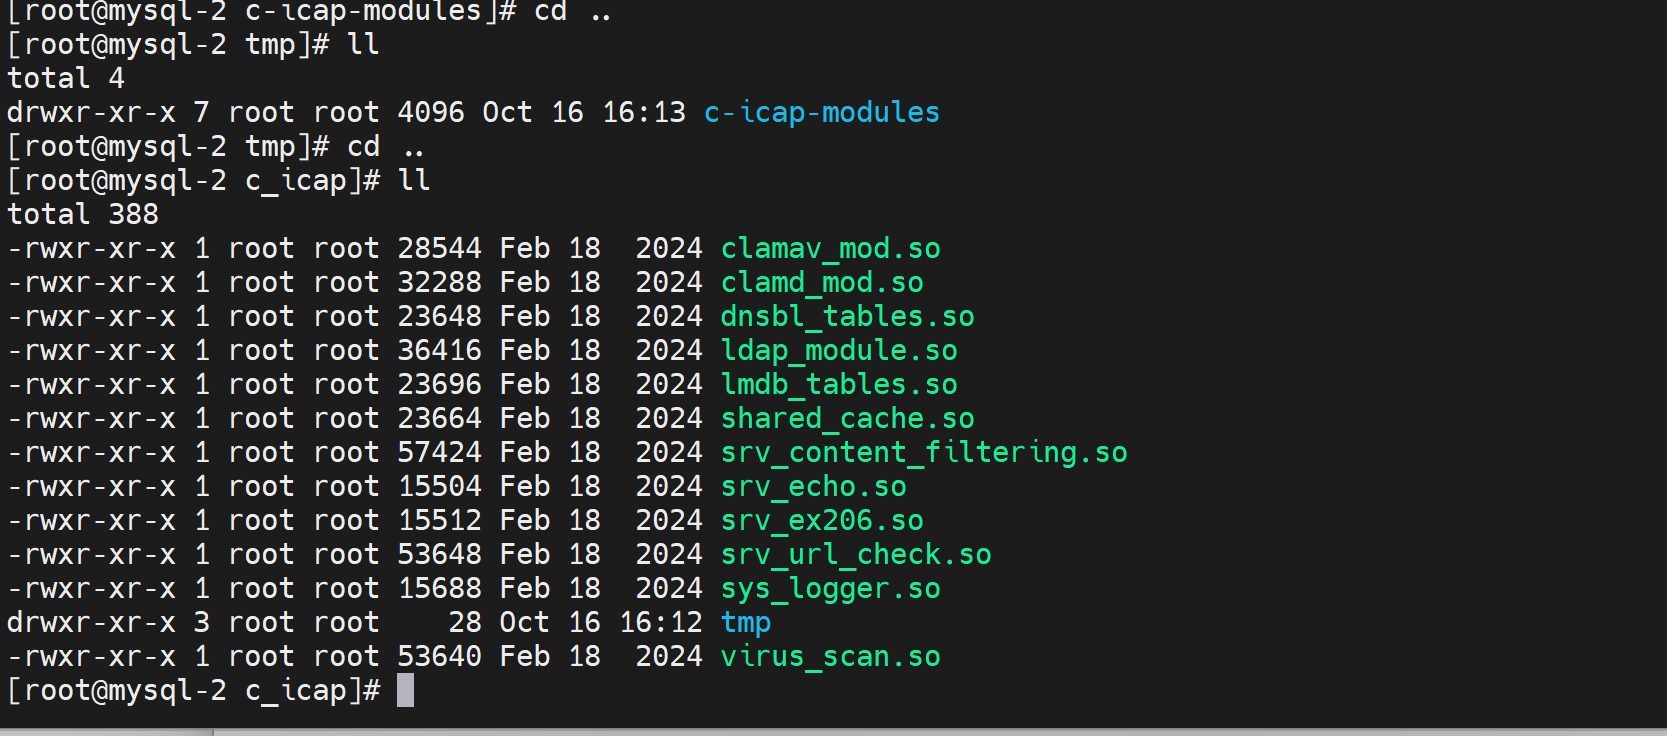 [root@mysql-2 c-icap-modules]# cd ..
[root@mysql-2 tmp]# ll
total 4
drwxr-xr-x 7 root root 4096 Oct 16 16:13 c-icap-modules
[root@mysql-2 tmp]# cd ..
[root@mysql-2 c_icap]# ll
total 388
-rwxr-xr-x 1 root root 28544 Feb 18  2024 clamav_mod.so
-rwxr-xr-x 1 root root 32288 Feb 18  2024 clamd_mod.so
-rwxr-xr-x 1 root root 23648 Feb 18  2024 dnsbl_tables.so
-rwxr-xr-x 1 root root 36416 Feb 18  2024 ldap_module.so
-rwxr-xr-x 1 root root 23696 Feb 18  2024 lmdb_tables.so
-rwxr-xr-x 1 root root 23664 Feb 18  2024 shared_cache.so
-rwxr-xr-x 1 root root 57424 Feb 18  2024 srv_content_filtering.so
-rwxr-xr-x 1 root root 15504 Feb 18  2024 srv_echo.so
-rwxr-xr-x 1 root root 15512 Feb 18  2024 srv_ex206.so
-rwxr-xr-x 1 root root 53648 Feb 18  2024 srv_url_check.so
-rwxr-xr-x 1 root root 15688 Feb 18  2024 sys_logger.so
drwxr-xr-x 3 root root    28 Oct 16 16:12 tmp
-rwxr-xr-x 1 root root 53640 Feb 18  2024 virus_scan.so
[root@mysql-2 c_icap]#